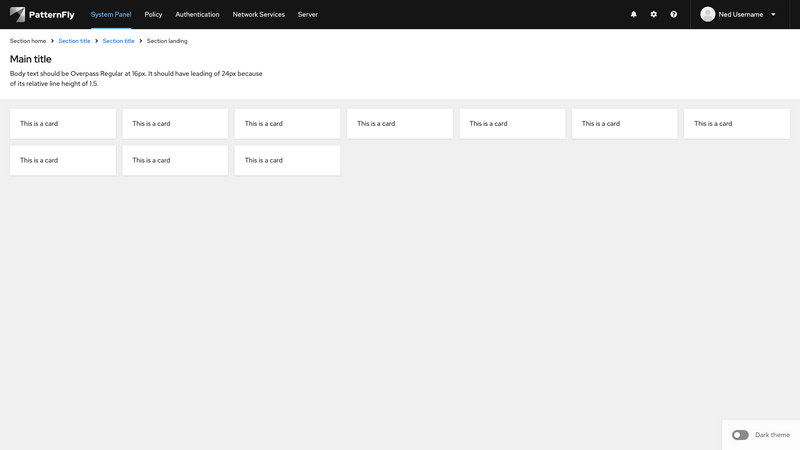 PatternFly System Panel Policy Authentication Network Services Server Ned Username
Section home Section title Section title Section landing
Main title
Body text should be Overpass Regular at 16px. It should have leading of 24px because
of its relative line height of 1.5.
This is a card This is a card This is a card This is a card This is a card This is a card This is a card
This is a card This is a card This is a card
Dark theme